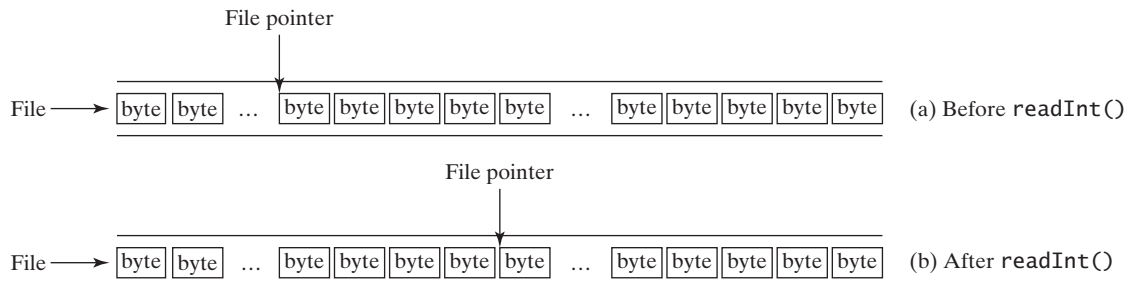 File pointer
File byte byte ... byte byte byte byte byte ... byte byte byte byte byte (a) Before readInt()
File pointer
File byte byte ... byte byte byte byte byte ... byte byte byte byte byte (b) After readInt()